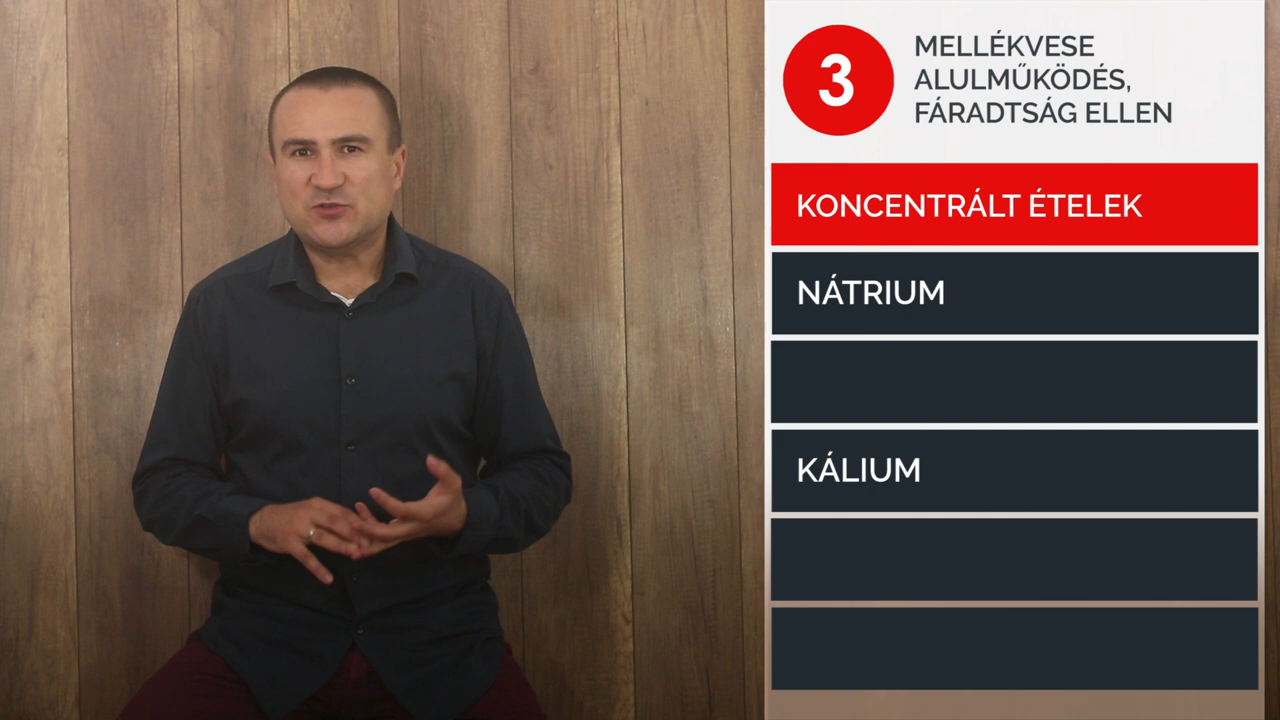 3
MELLÉKVESE
ALULMŰKÖDÉS,
FÁRADTSÁG ELLEN
KONCENTRÁLT ÉTELEK
NÁTRIUM
KÁLIUM